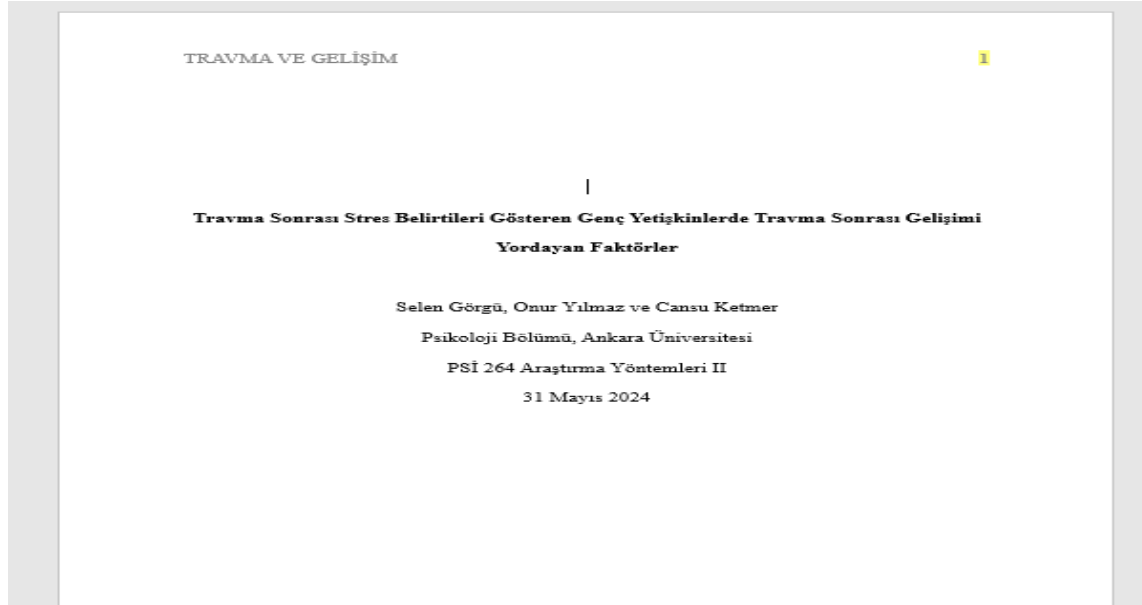 TRAVMA VE GELİŞİM 1
Travma Sonrası Stres Belirtileri Gösteren Genç Yetişkinlerde Travma Sonrası Gelişimi
Yordayan Faktörler
Selen Görgü, Onur Yılmaz ve Cansu Ketmer
Psikoloji Bölümü, Ankara Üniversitesi
PSİ 264 Araştırma Yöntemleri II
31 Mayıs 2024